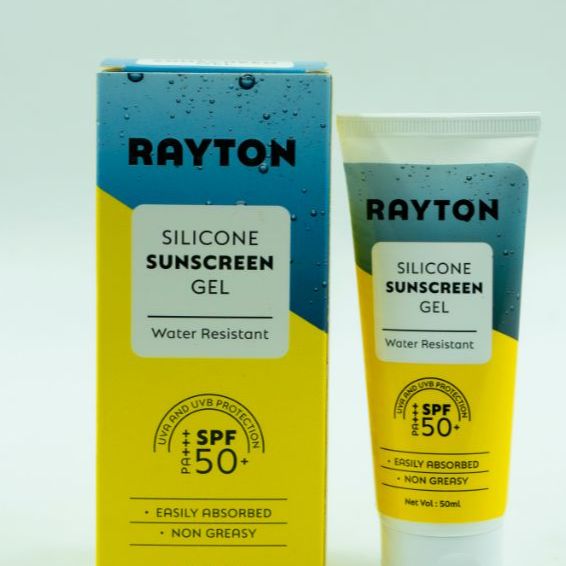 RAYTON
SILICONE
SUNSCREEN
GEL
Water Resistant
UVA AND UVB PROTECTION
PA+++
SPF
50+
• EASILY ABSORBED
• NON GREASY
RAYTON
SILICONE
SUNSCREEN
GEL
Water Resistant
UVA AND UVB PROTECTION
PA++++
SPF
50+
• EASILY ABSORBED
• NON GREASY
Net Vol : 50ml